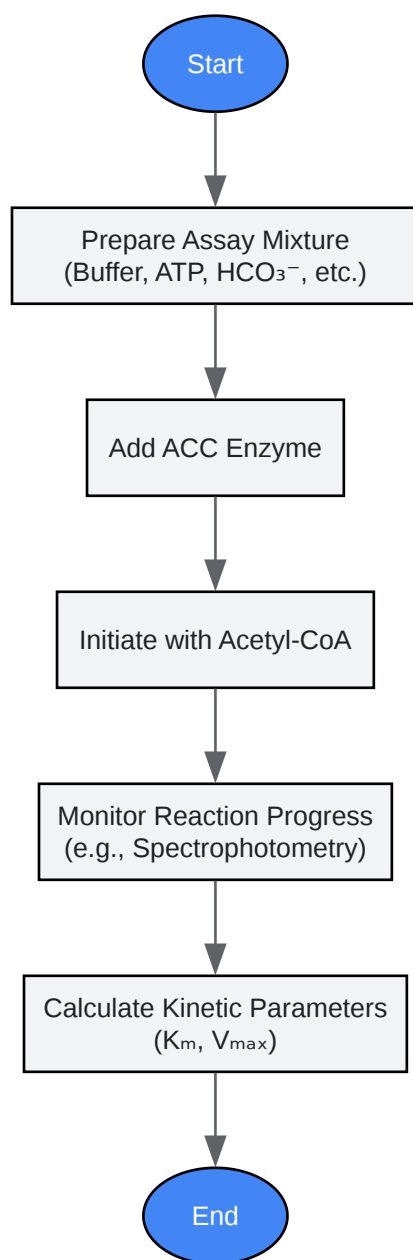 Start
Prepare Assay Mixture
(Buffer, ATP, HCO₃⁻, etc.)
Add ACC Enzyme
Initiate with Acetyl-CoA
Monitor Reaction Progress
(e.g., Spectrophotometry)
Calculate Kinetic Parameters
(Kₘ, Vₘₐₓ)
End